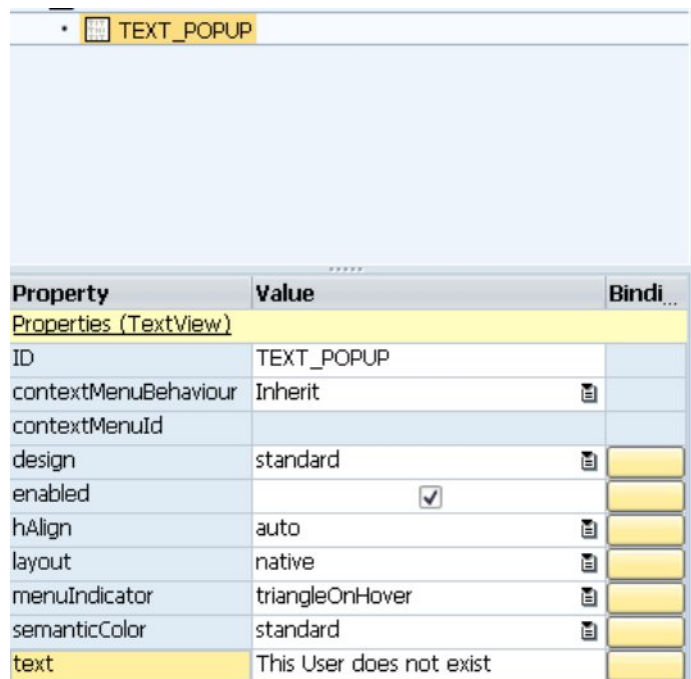 TEXT_POPUP
Property Value Bindi...
Properties (TextView)
ID TEXT_POPUP
contextMenuBehaviour Inherit
contextMenuId
design standard
enabled
hAlign auto
layout native
menuIndicator triangleOnHover
semanticColor standard
text This User does not exist